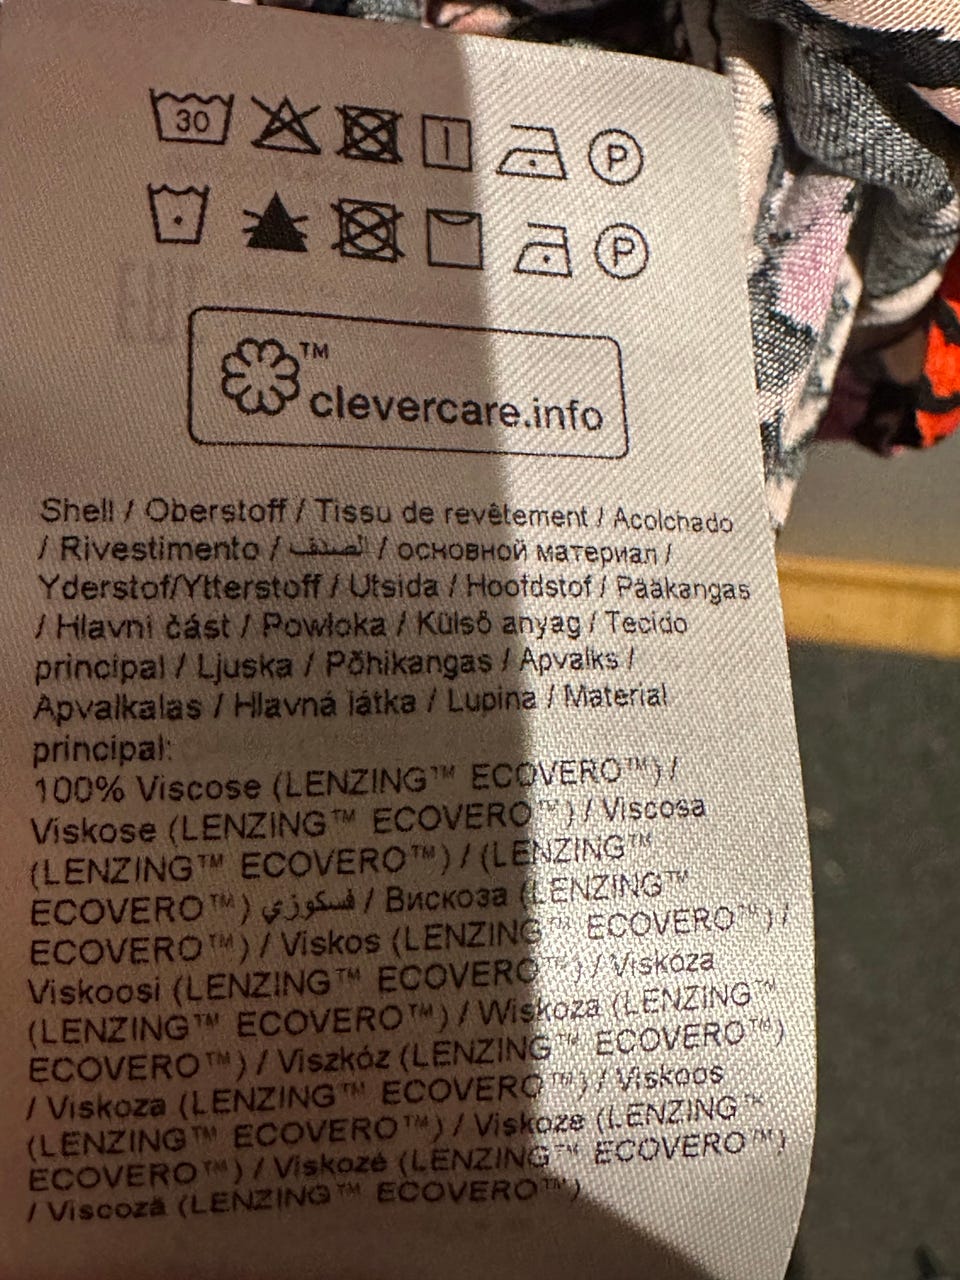 30
P
P
™
clevercare.info
Shell / Oberstoff / Tissu de revêtement / Acolchado
/ Rivestimento / الصدف / основной материал /
Yderstof/Ytterstoff / Utsida / Hoofdstof / Pääkangas
/ Hlavní část / Powłoka / Külső anyag / Tecido
principal / Ljuska / Põhikangas / Apvalks /
Apvalkalas / Hlavná látka / Lupina / Material
principal:
100% Viscose (LENZING™ ECOVERO™) /
Viskose (LENZING™ ECOVERO™) / Viscosa
(LENZING™ ECOVERO™) / (LENZING™
ECOVERO™) فسكوزي / Вискоза (LENZING™
ECOVERO™) / Viskos (LENZING™ ECOVERO™) /
Viskoosi (LENZING™ ECOVERO™) / Viskóza
(LENZING™ ECOVERO™) / Wiskoza (LENZING™
ECOVERO™) / Viszkóz (LENZING™ ECOVERO™)
/ Viskoza (LENZING™ ECOVERO™) / Viskoos
(LENZING™ ECOVERO™) / Viskoze (LENZING™
ECOVERO™) / Viskozė (LENZING™ ECOVERO™)
/ Viscoză (LENZING™ ECOVERO™)